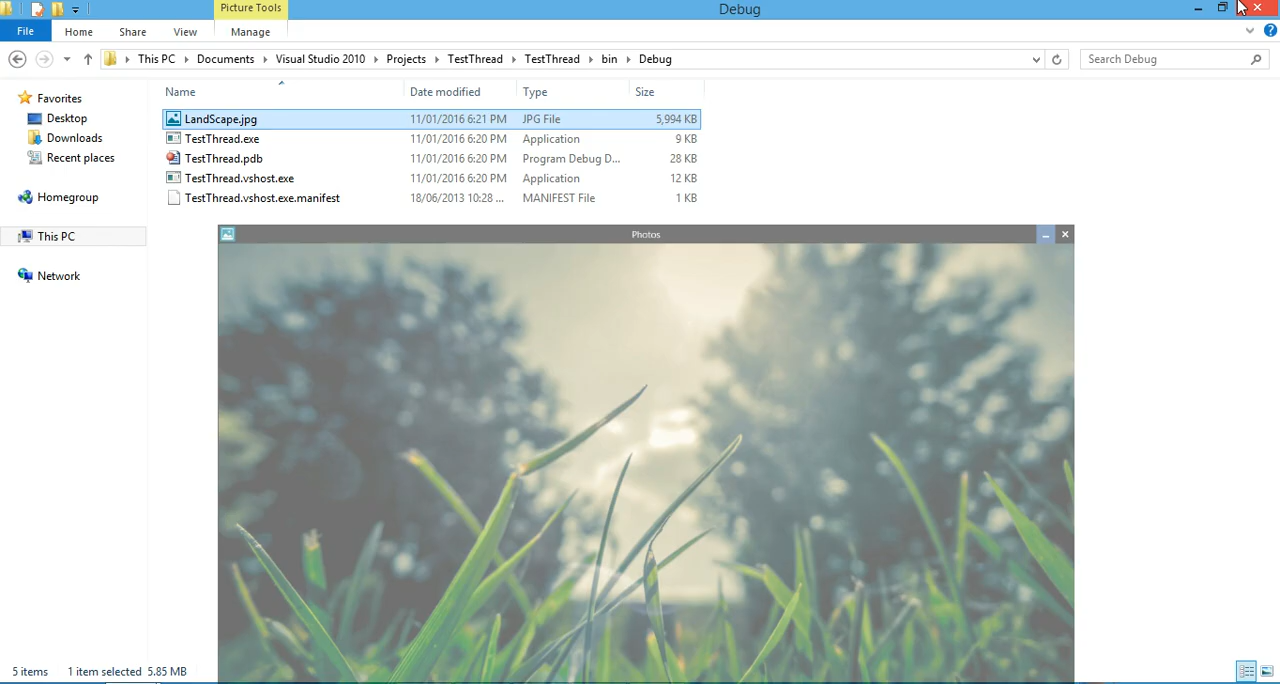 Picture Tools
Debug
File Home Share View Manage
This PC Documents Visual Studio 2010 Projects TestThread TestThread bin Debug
Search Debug
Name Date modified Type Size
Favorites
Desktop
Downloads
Recent places
Homegroup
This PC
Network
LandScape.jpg 11/01/2016 6:21 PM JPG File 5,994 KB
TestThread.exe 11/01/2016 6:20 PM Application 9 KB
TestThread.pdb 11/01/2016 6:20 PM Program Debug D... 28 KB
TestThread.vshost.exe 11/01/2016 6:20 PM Application 12 KB
TestThread.vshost.exe.manifest 18/06/2013 10:28 ... MANIFEST File 1 KB
Photos
5 items 1 item selected 5.85 MB